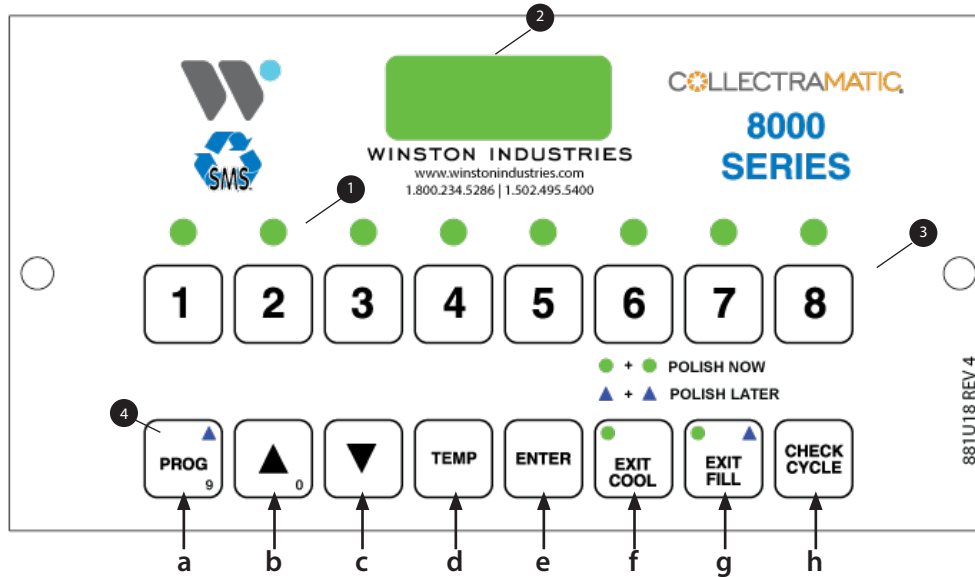 2
COLLECTRAMATIC®
8000
SERIES
SMS
WINSTON INDUSTRIES
www.winstonindustries.com
1.800.234.5286 | 1.502.495.5400
1
3
1 2 3 4 5 6 7 8
+ POLISH NOW
+ POLISH LATER
881U18 REV 4
4
PROG
9
0
TEMP
ENTER
EXIT
COOL
EXIT
FILL
CHECK
CYCLE
a b c d e f g h